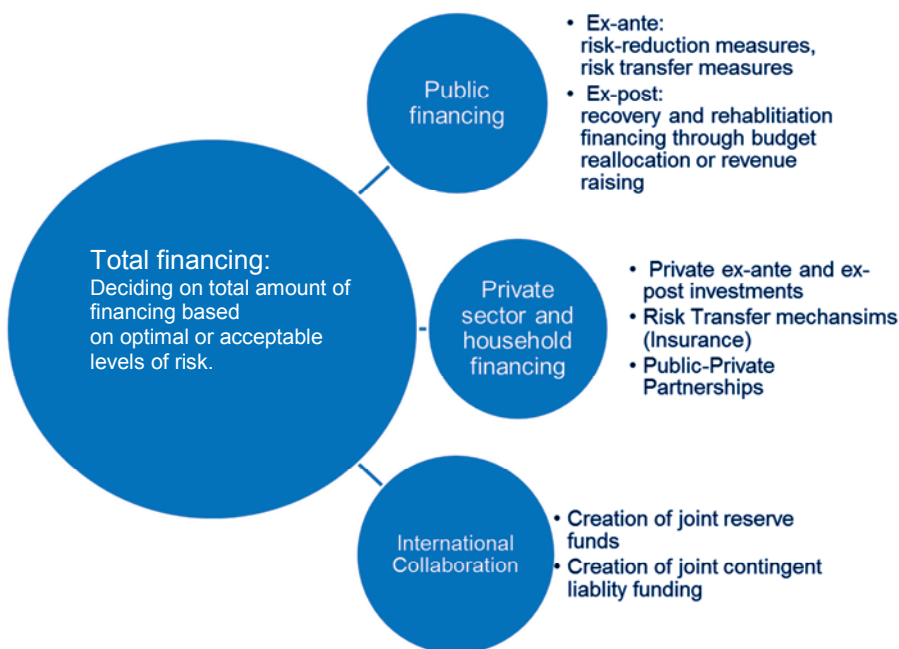 Public
financing
• Ex-ante:
risk-reduction measures,
risk transfer measures
• Ex-post:
recovery and rehablitiation
financing through budget
reallocation or revenue
raising
Total financing:
Deciding on total amount of
financing based
on optimal or acceptable
levels of risk.
Private
sector and
household
financing
• Private ex-ante and ex-
post investments
• Risk Transfer mechansims
(Insurance)
• Public-Private
Partnerships
International
Collaboration
• Creation of joint reserve
funds
• Creation of joint contingent
liablity funding